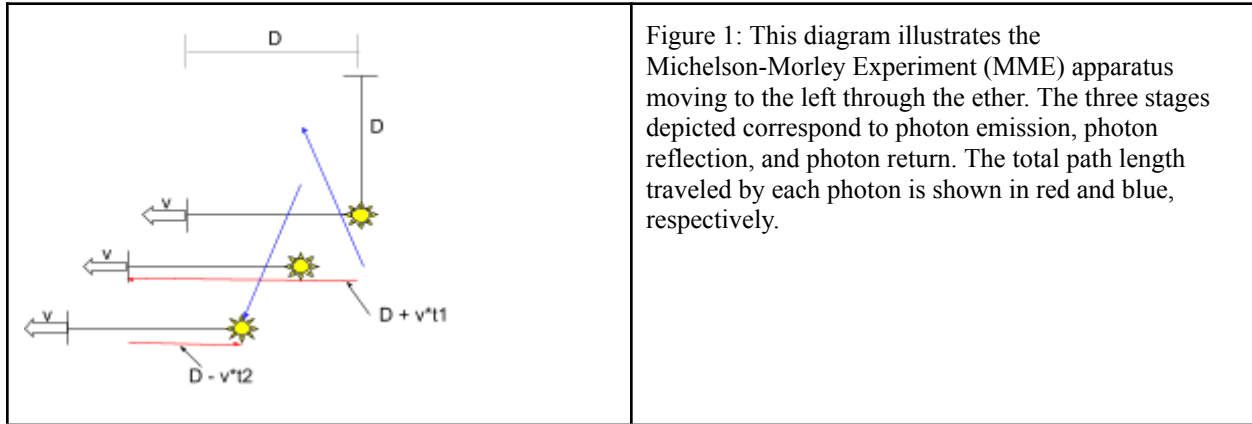 D
D
v
v
D + v*t1
v
D - v*t2
Figure 1: This diagram illustrates the
Michelson-Morley Experiment (MME) apparatus
moving to the left through the ether. The three stages
depicted correspond to photon emission, photon
reflection, and photon return. The total path length
traveled by each photon is shown in red and blue,
respectively.